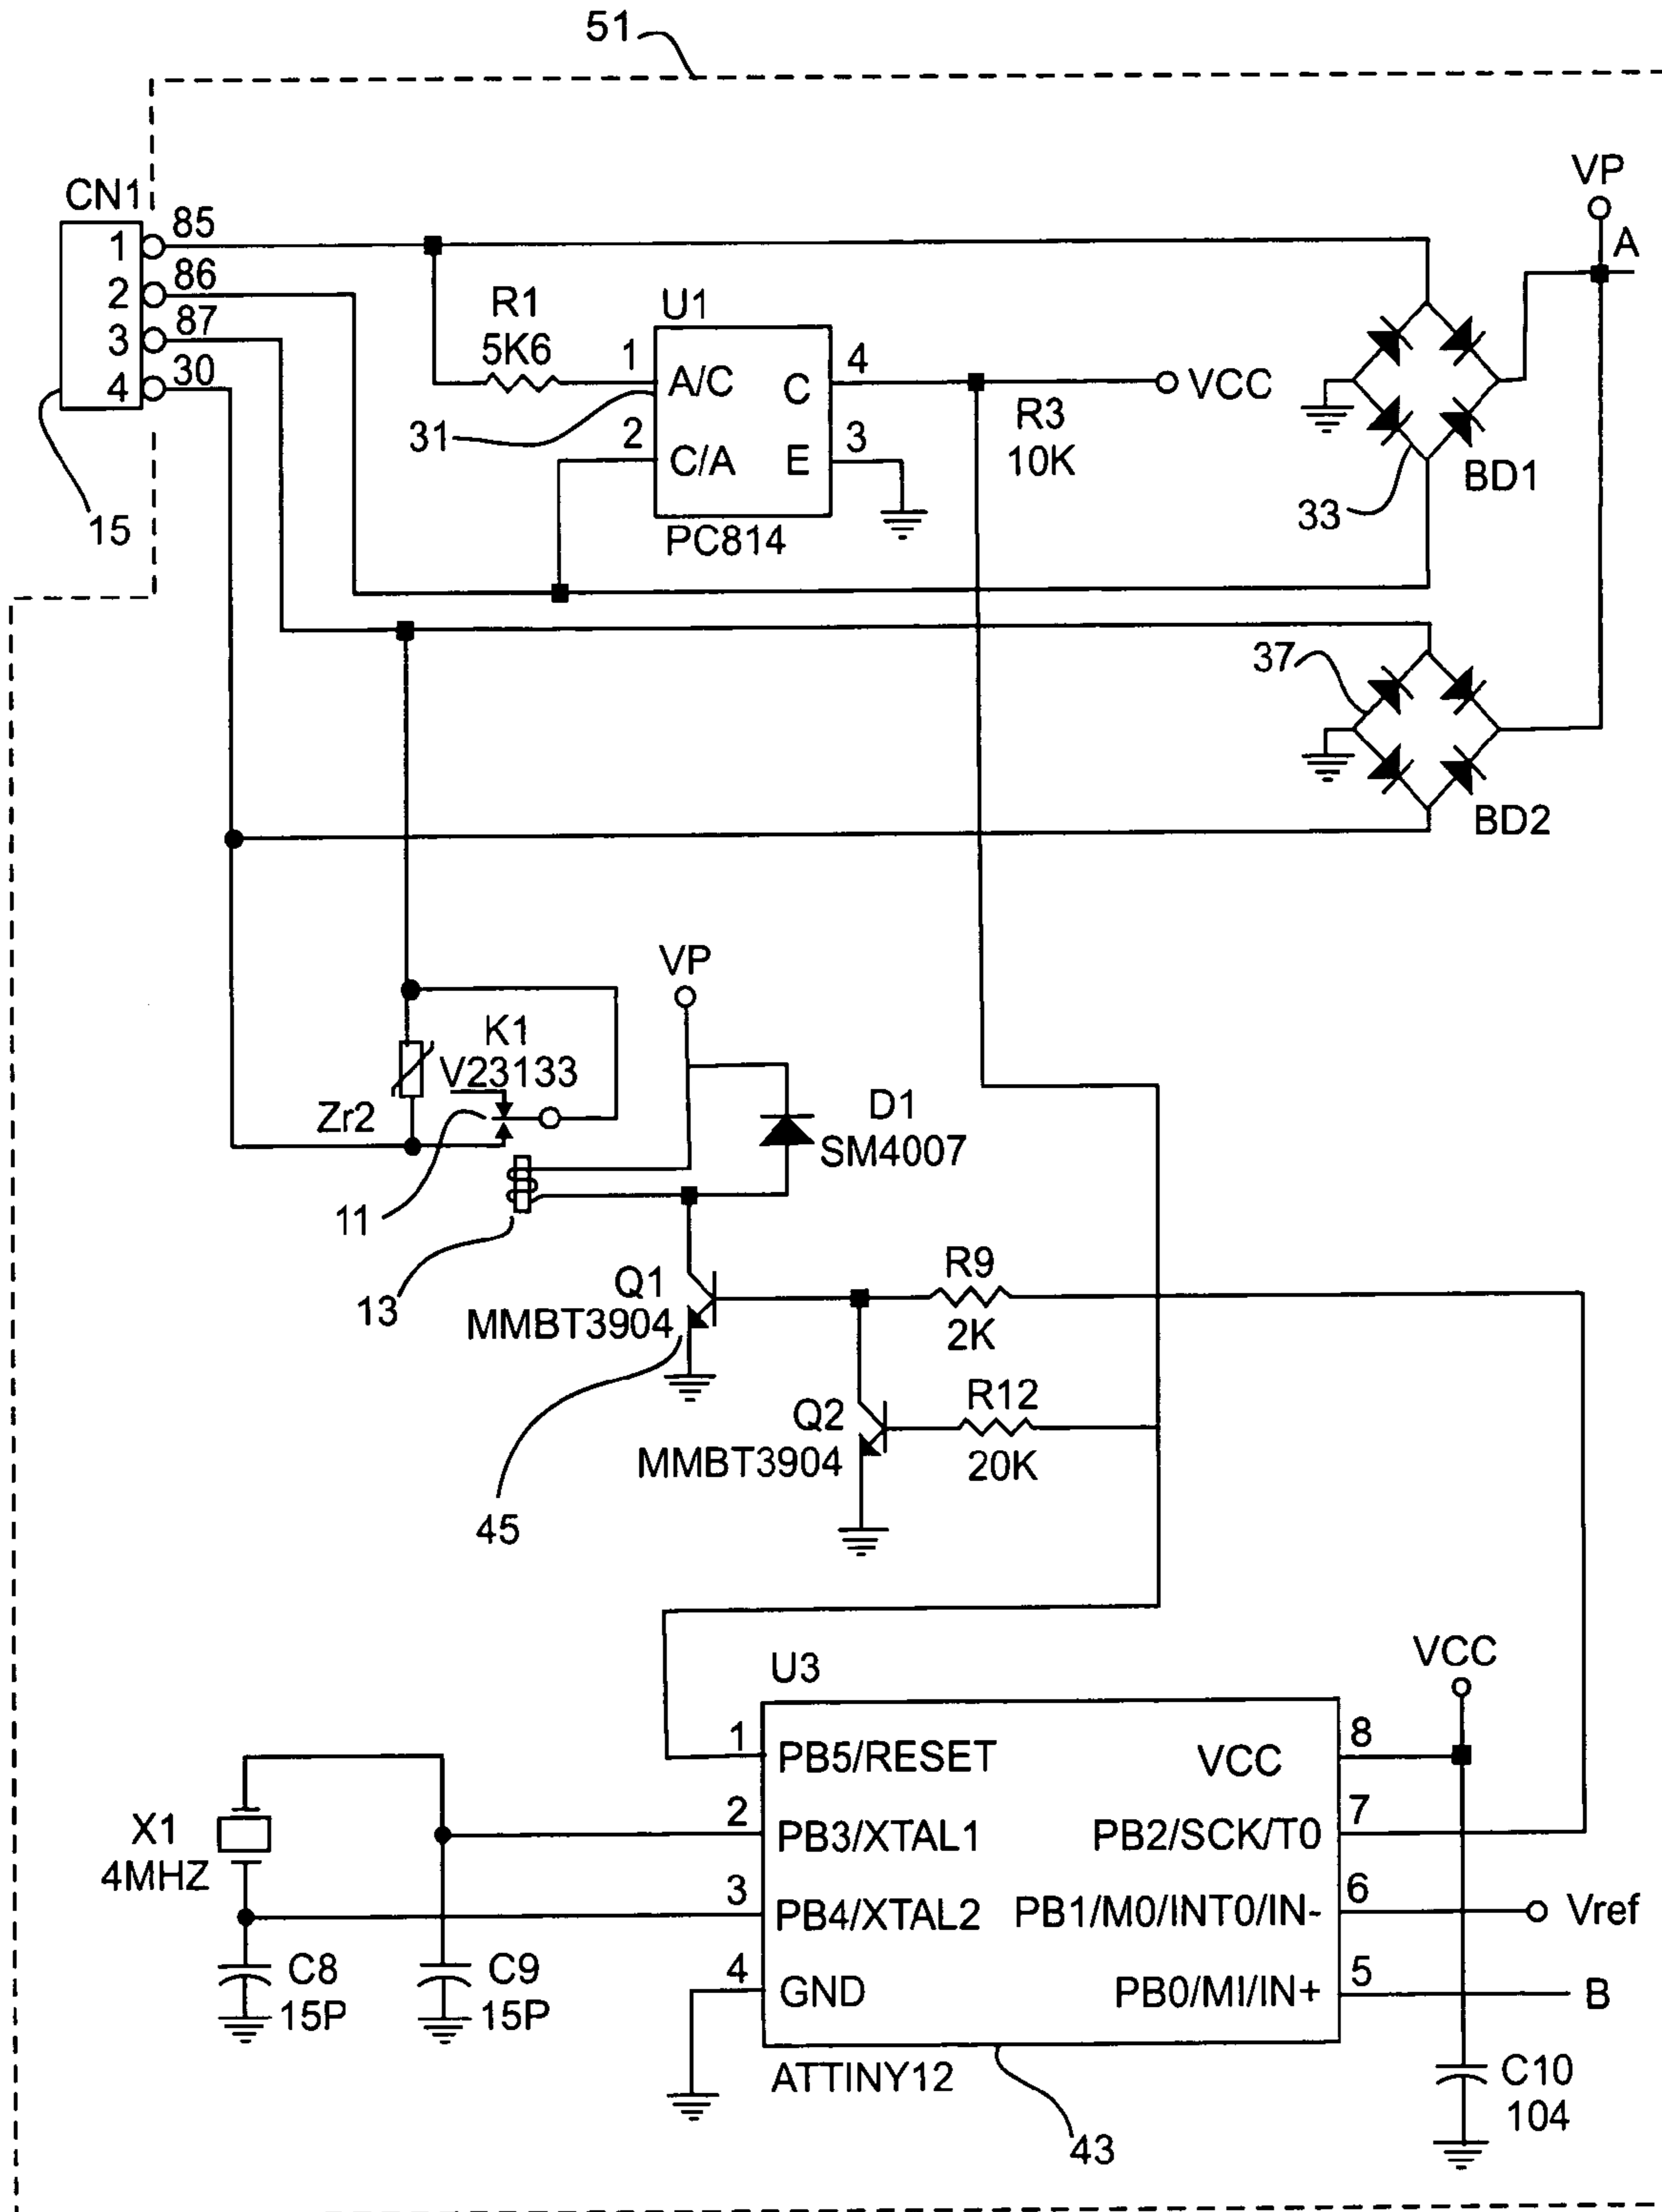 51
CN1
VP
A
1 85
2 86
3 87
4 30
15
R1
5K6
U1
1 A/C C 4
2 C/A E 3
PC814
31
VCC
R3
10K
33
BD1
37
BD2
VP
K1
V23133
Zr2
D1
SM4007
11
13
Q1
MMBT3904
R9
2K
Q2
MMBT3904
R12
20K
45
U3
VCC
1 PB5/RESET VCC 8
2 PB3/XTAL1 PB2/SCK/T0 7
3 PB4/XTAL2 PB1/M0/INT0/IN- 6 Vref
4 GND PB0/MI/IN+ 5 B
X1
4MHZ
C8
15P
C9
15P
ATTINY12
C10
104
43